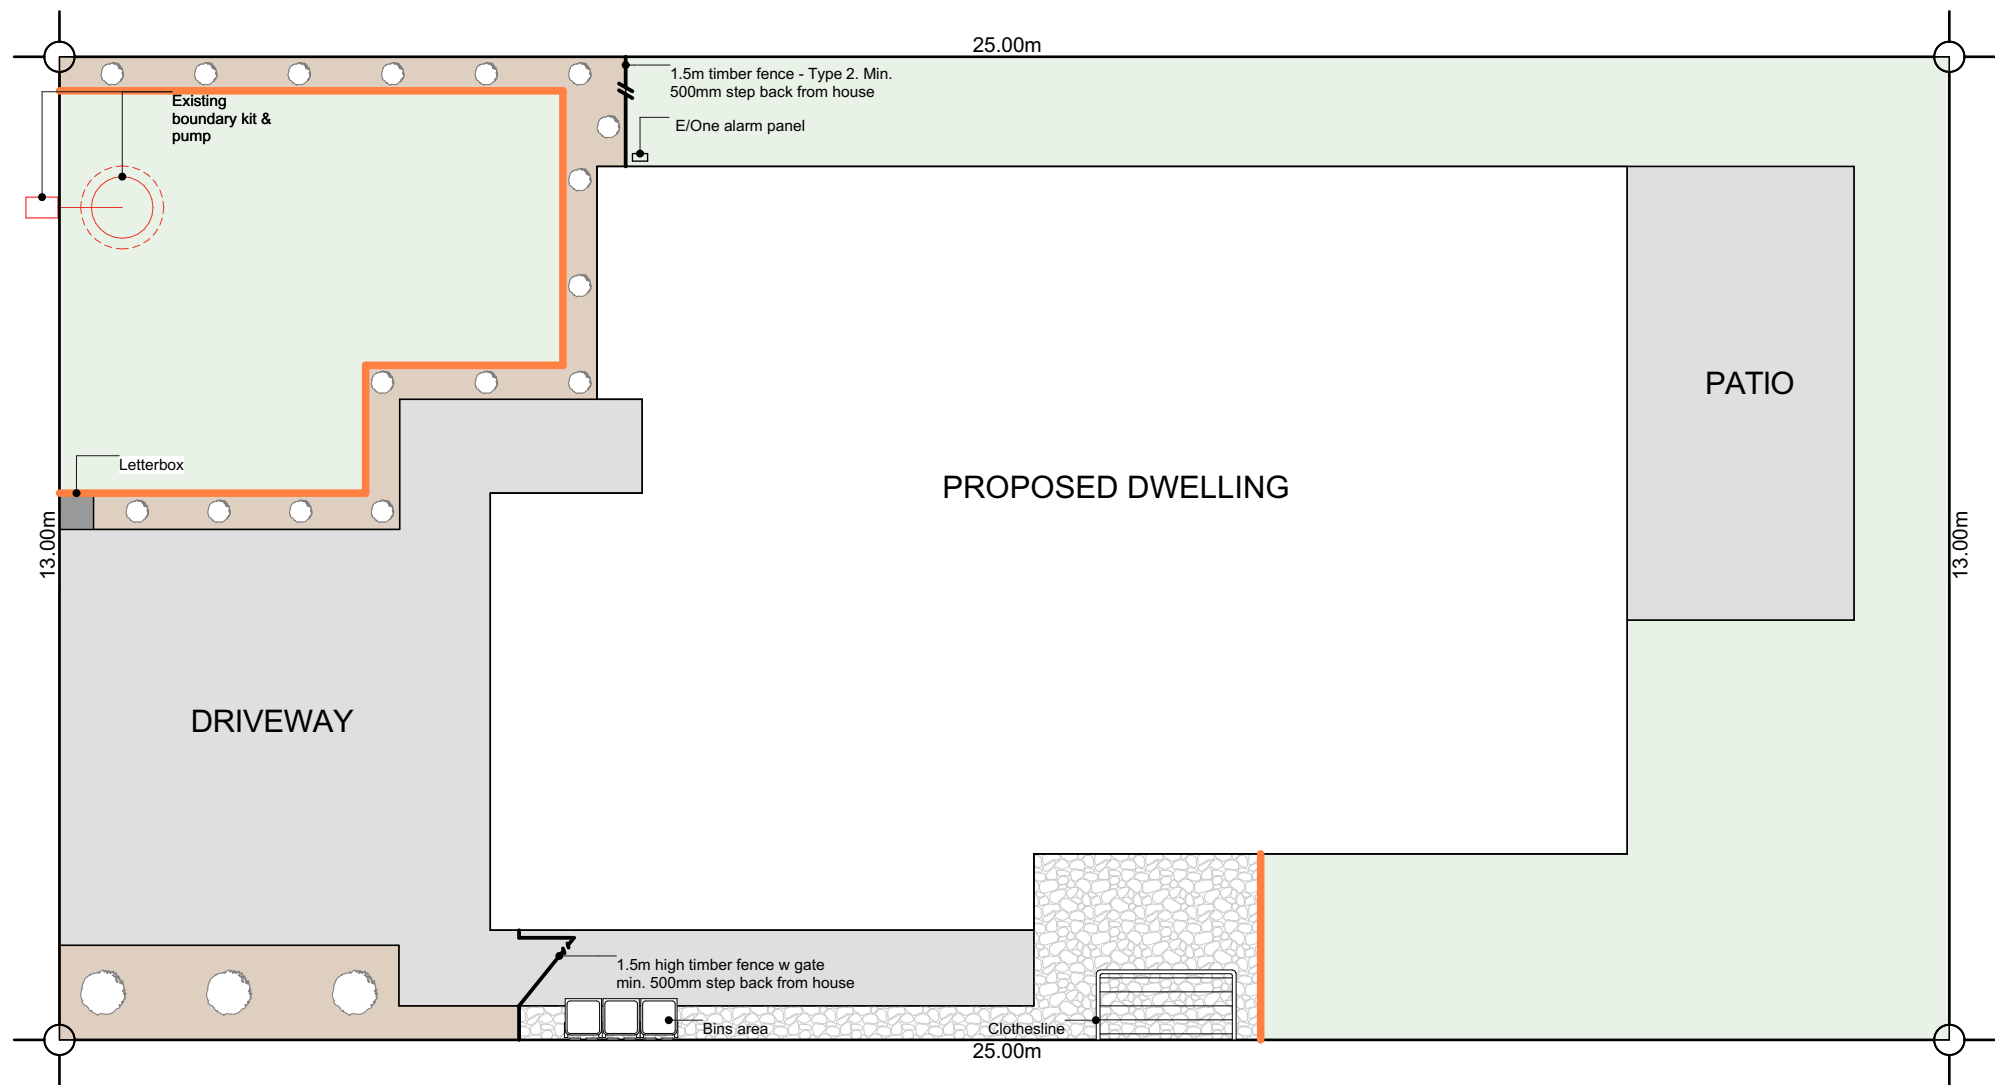 25.00m
1.5m timber fence - Type 2. Min.
500mm step back from house
Existing
boundary kit &
pump
E/One alarm panel
PATIO
Letterbox
PROPOSED DWELLING
13.00m
13.00m
DRIVEWAY
1.5m high timber fence w gate
min. 500mm step back from house
Bins area
Clothesline
25.00m